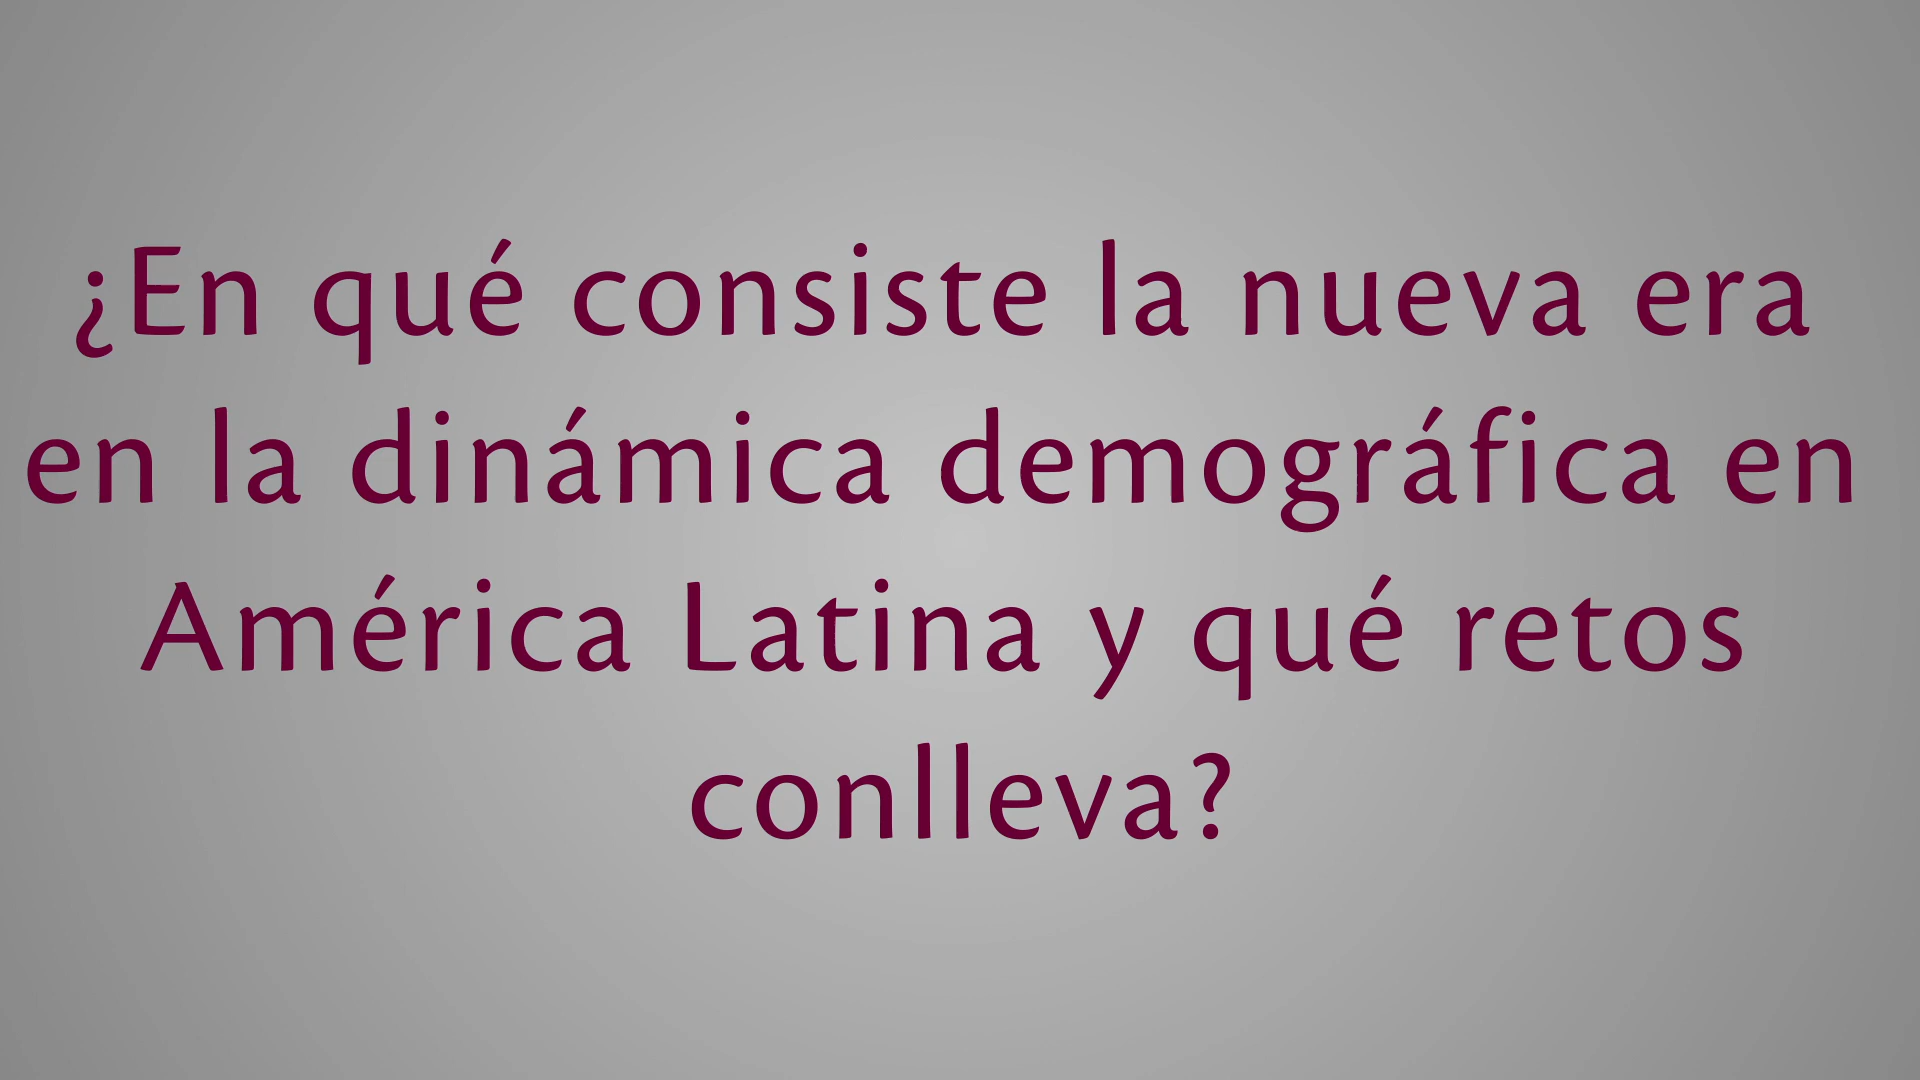 ¿En qué consiste la nueva era
en la dinámica demográfica en
América Latina y qué retos
conlleva?